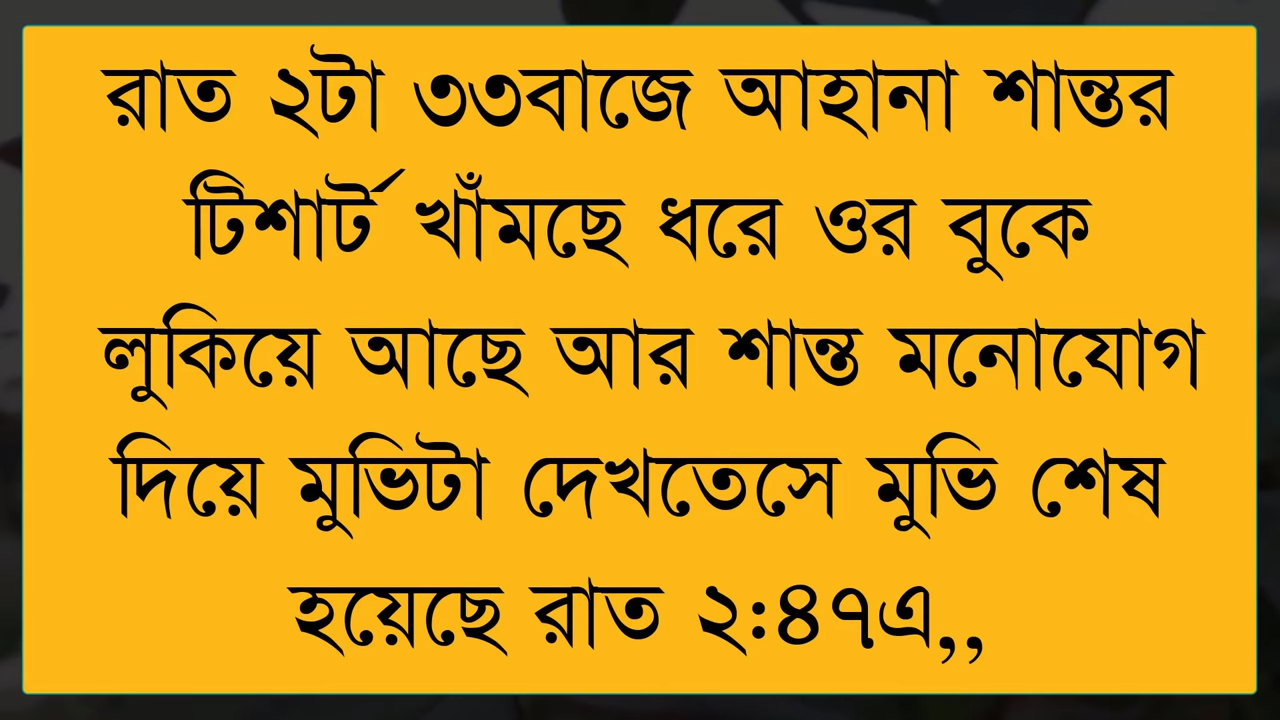 রাত ২টা ৩৩বাজে আহানা শান্তর
টিশার্ট খাঁমছে ধরে ওর বুকে
লুকিয়ে আছে আর শান্ত মনোযোগ
দিয়ে মুভিটা দেখতেসে মুভি শেষ
হয়েছে রাত ২:৪৭এ,,